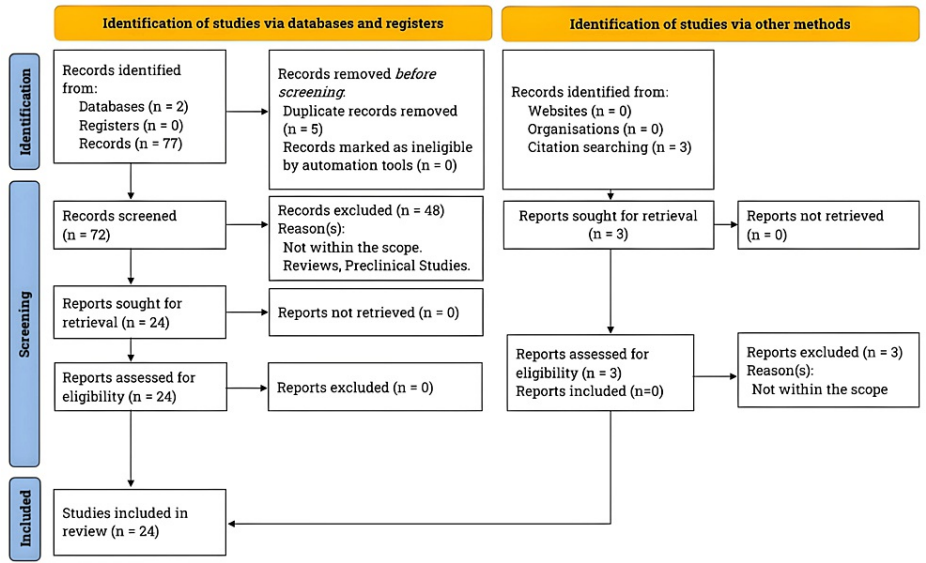 Identification of studies via databases and registers
Identification of studies via other methods
Identification
Records identified
from:
Databases (n = 2)
Registers (n = 0)
Records (n = 77)
Records removed before
screening:
Duplicate records removed
(n = 5)
Records marked as ineligible
by automation tools (n = 0)
Records identified from:
Websites (n = 0)
Organisations (n = 0)
Citation searching (n = 3)
Screening
Records screened
(n = 72)
Records excluded (n = 48)
Reason(s):
Not within the scope.
Reviews, Preclinical Studies.
Reports sought for retrieval
(n = 3)
Reports not retrieved
(n = 0)
Reports sought for
retrieval (n = 24)
Reports not retrieved (n = 0)
Reports assessed for
eligibility (n = 24)
Reports excluded (n = 0)
Reports assessed for
eligibility (n = 3)
Reports included (n=0)
Reports excluded (n = 3)
Reason(s):
Not within the scope
Included
Studies included in
review (n = 24)